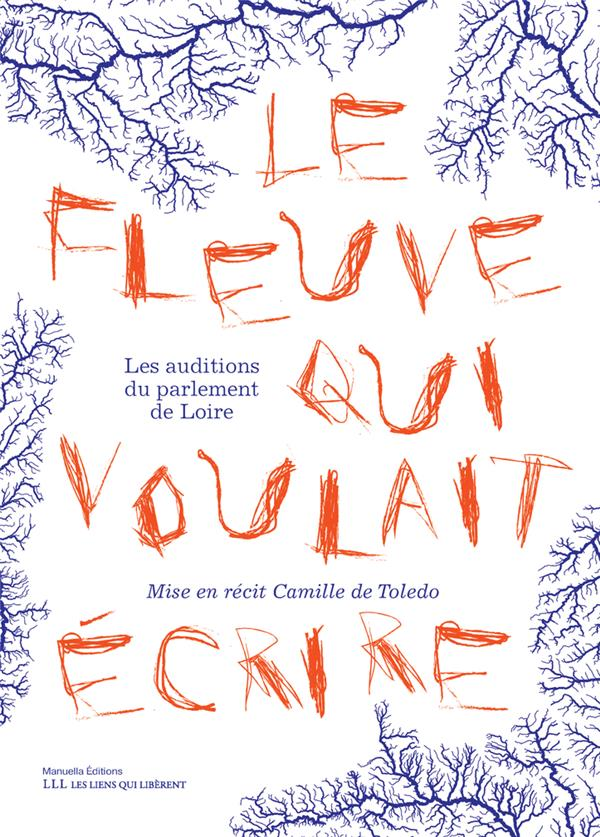 LE
FLEUVE
Les auditions
du parlement
de Loire
QUI
VOULAIT
Mise en récit Camille de Toledo
ÉCRIRE
Manuella Éditions
LLL LES LIENS QUI LIBÈRENT